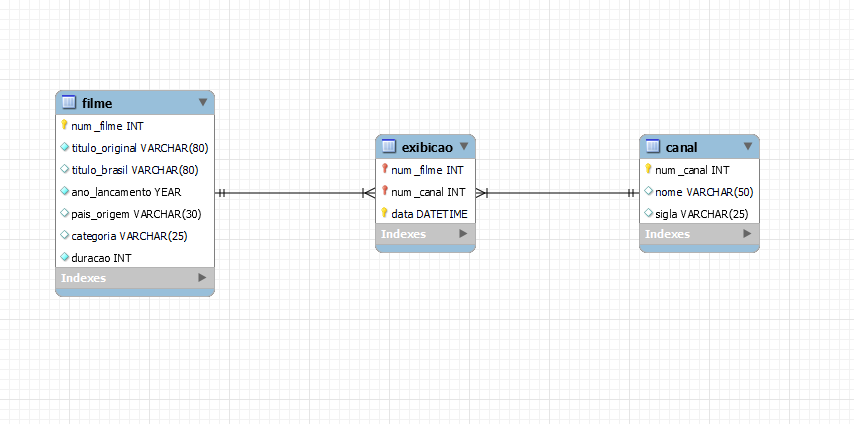 filme
num_filme INT
titulo_original VARCHAR(80)
titulo_brasil VARCHAR(80)
ano_lancamento YEAR
pais_origem VARCHAR(30)
categoria VARCHAR(25)
duracao INT
Indexes
exibicao
num_filme INT
num_canal INT
data DATETIME
Indexes
canal
num_canal INT
nome VARCHAR(50)
sigla VARCHAR(25)
Indexes